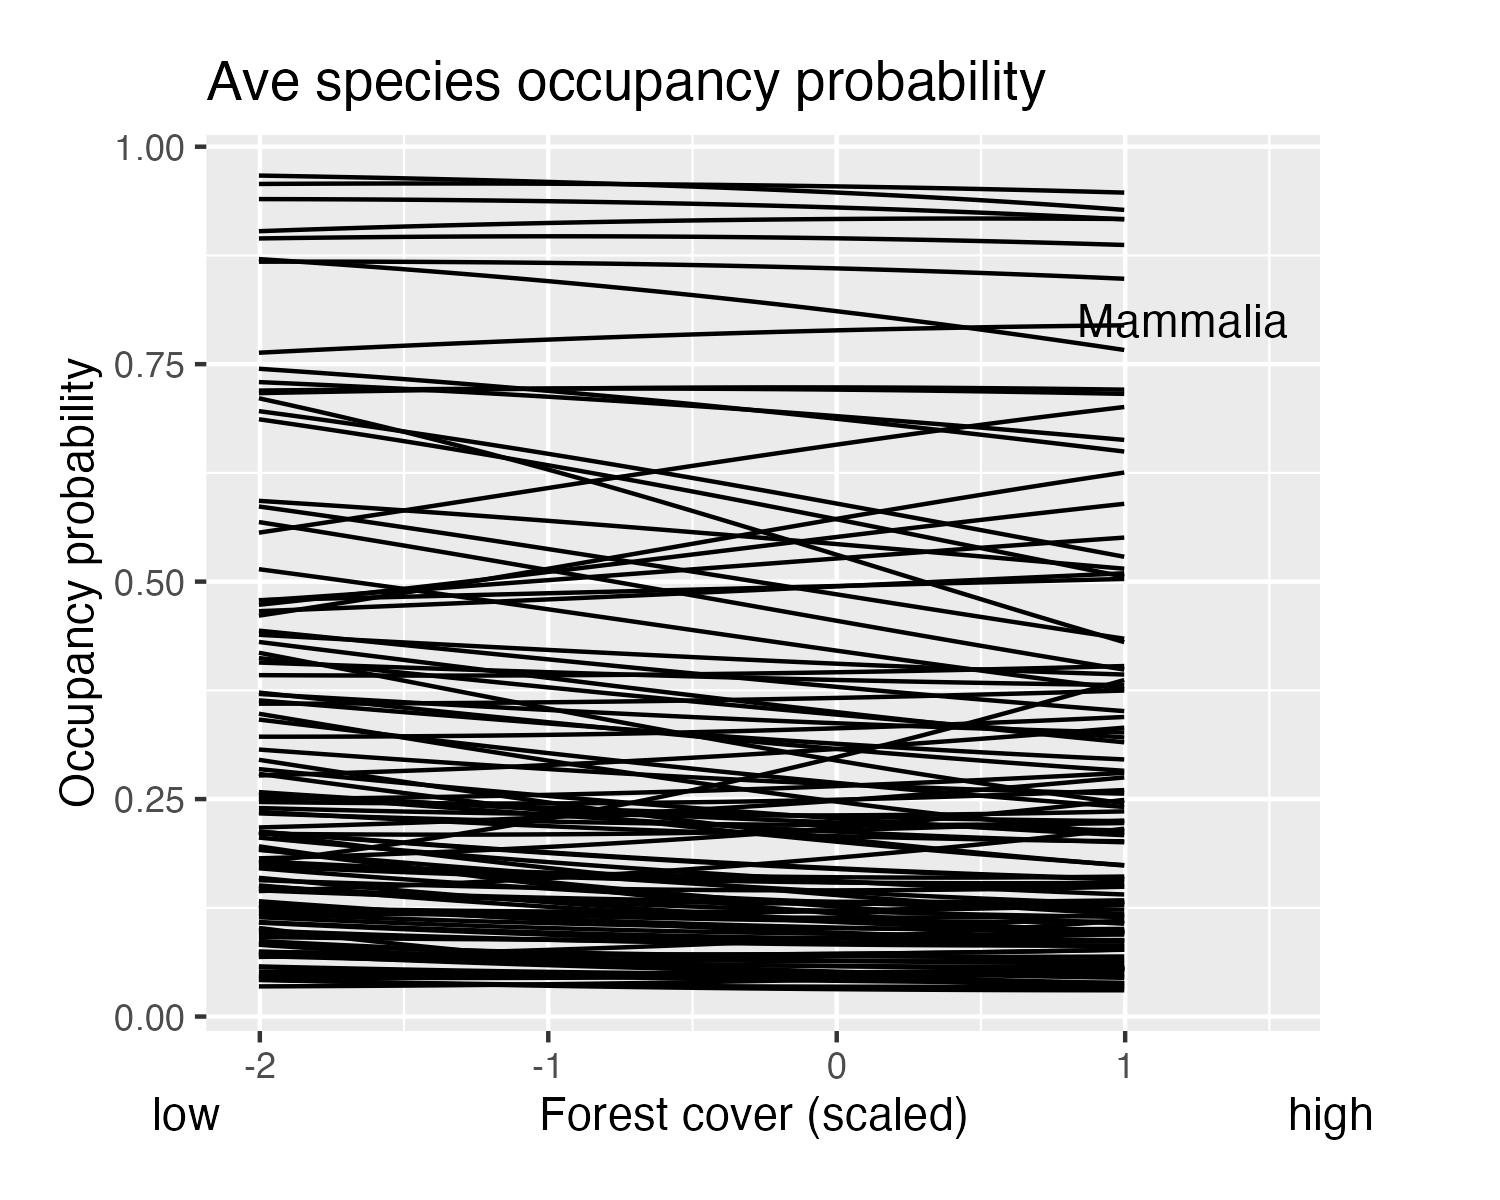 Ave species occupancy probability
Occupancy probability
1.00
0.75
0.50
0.25
0.00
Mammalia
-2
-1
0
1
low
Forest cover (scaled)
high